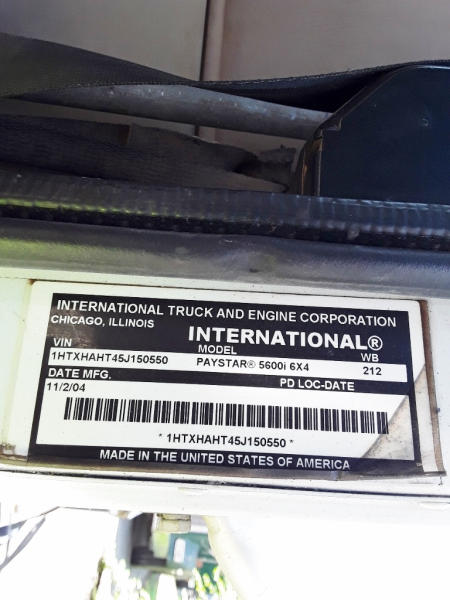 INTERNATIONAL TRUCK AND ENGINE CORPORATION
CHICAGO, ILLINOIS
INTERNATIONAL®
VIN MODEL WB
1HTXHAHT45J150550 PAYSTAR® 5600i 6X4 212
DATE MFG. PD LOC-DATE
11/2/04
*1HTXHAHT45J150550*
MADE IN THE UNITED STATES OF AMERICA